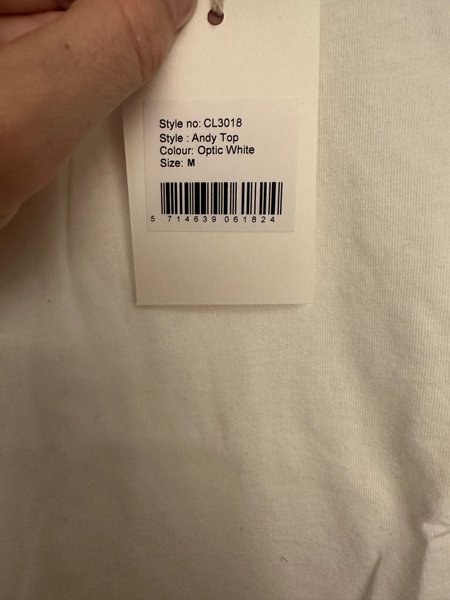 Style no: CL3018
Style : Andy Top
Colour: Optic White
Size: M
5 714639 061824